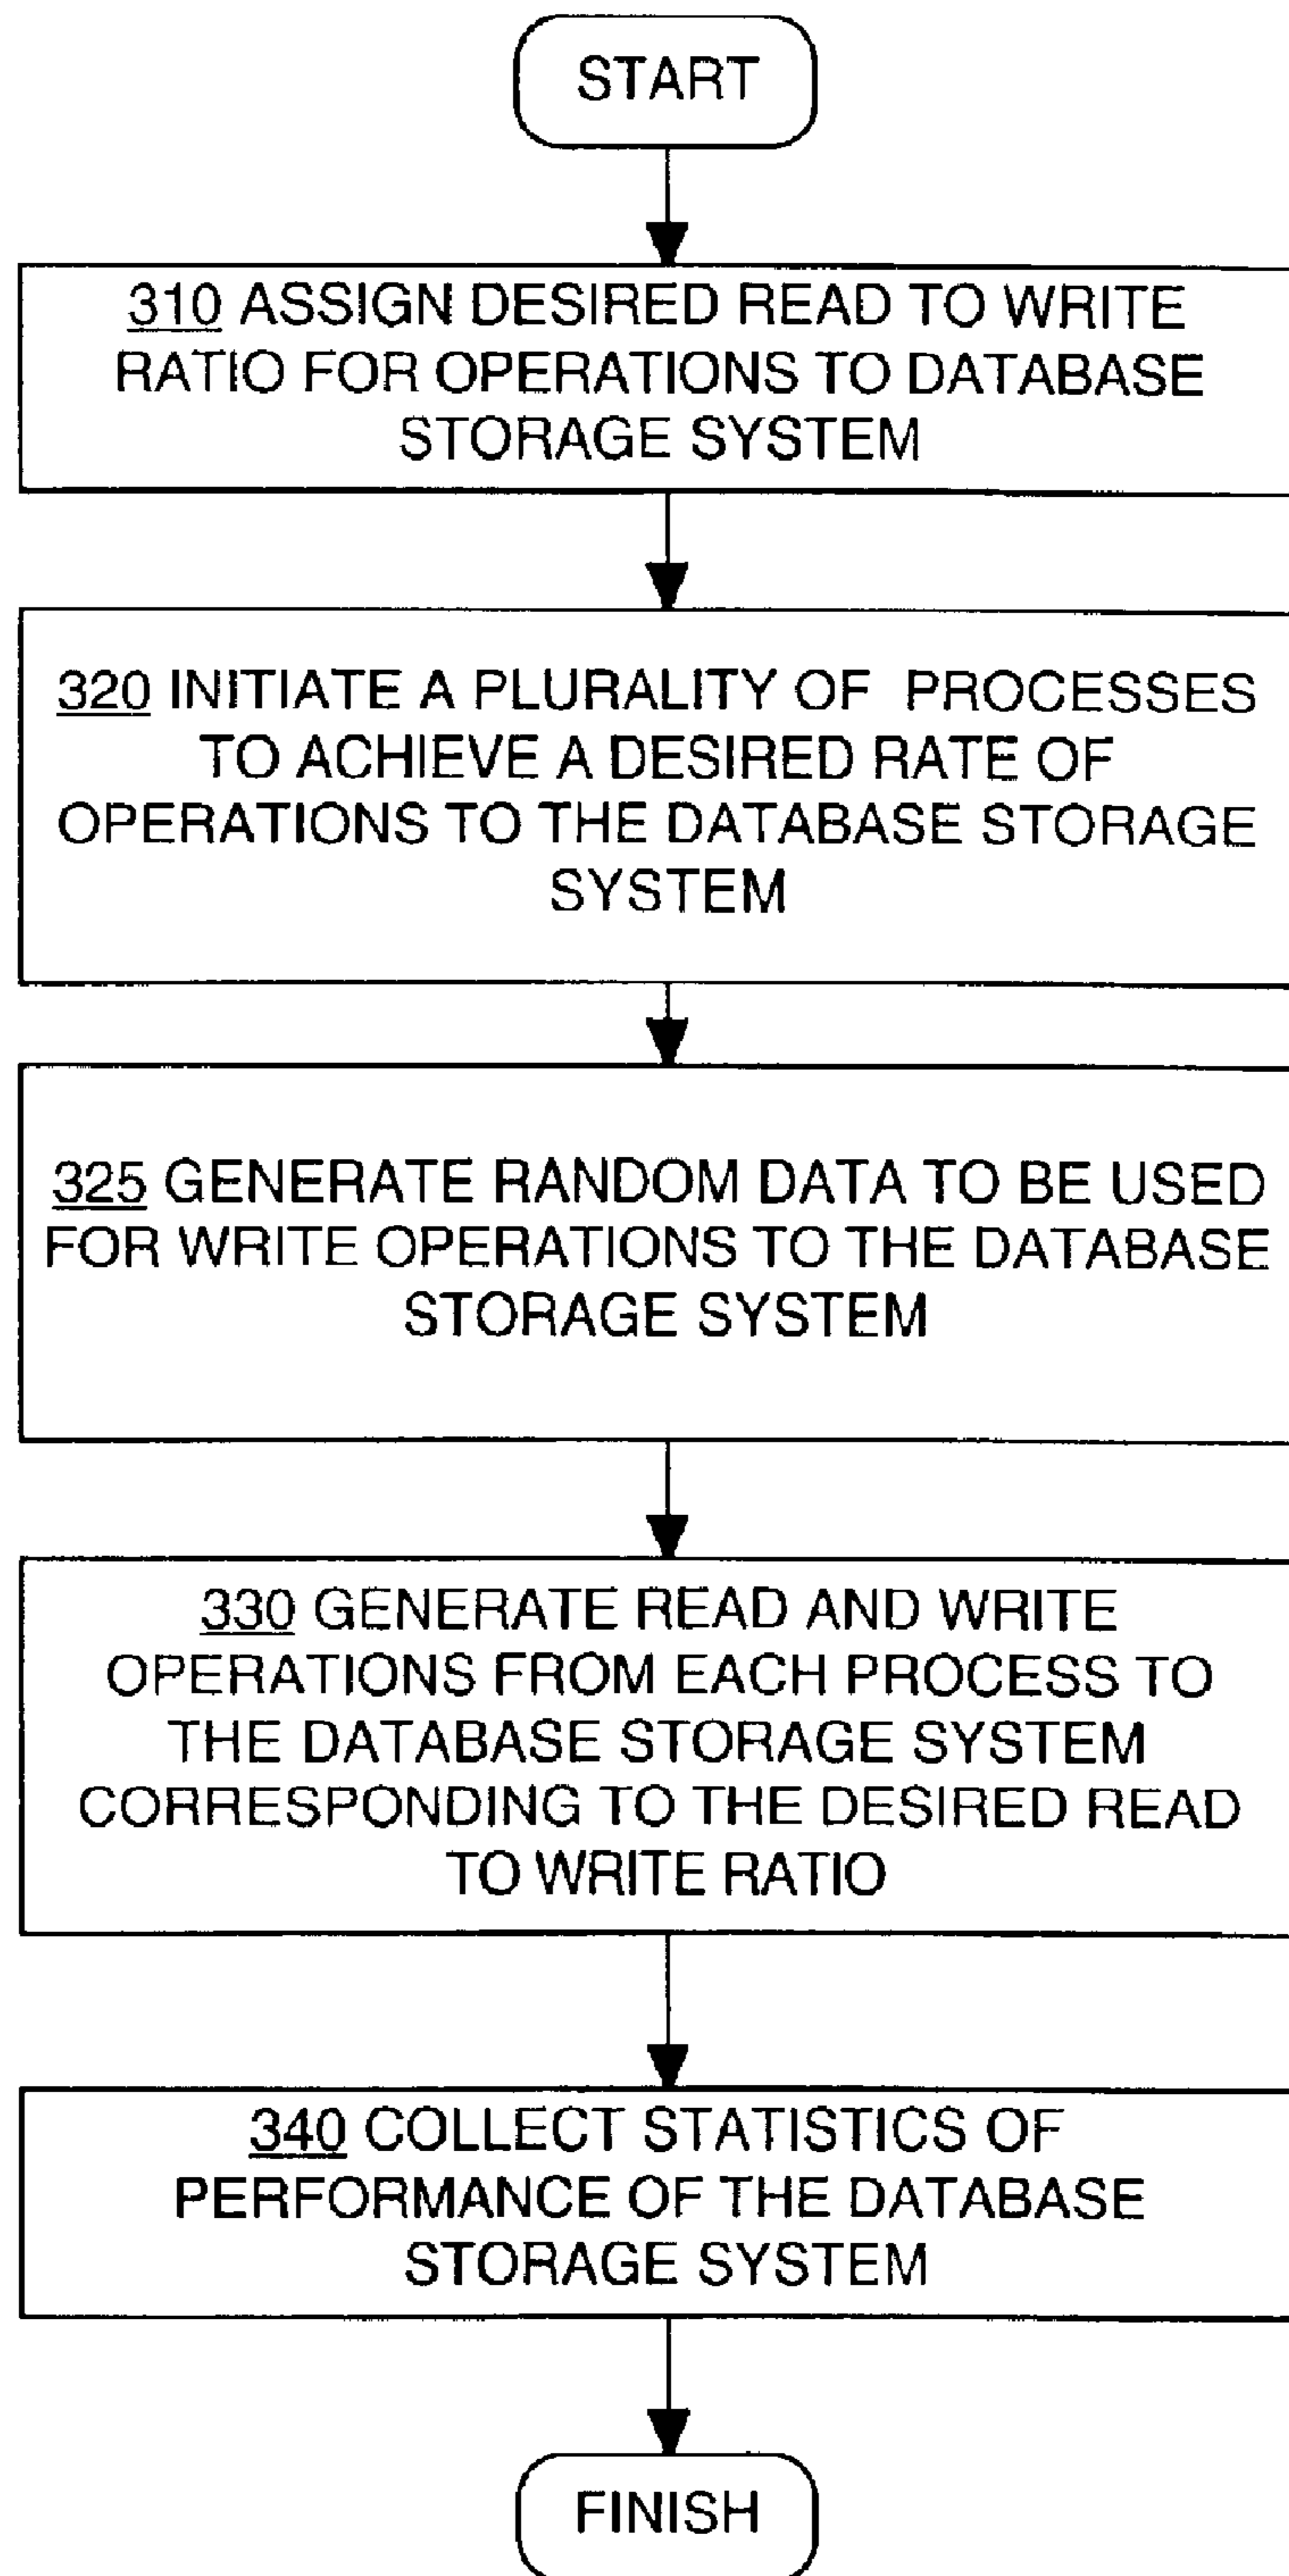 START
310 ASSIGN DESIRED READ TO WRITE
RATIO FOR OPERATIONS TO DATABASE
STORAGE SYSTEM
320 INITIATE A PLURALITY OF PROCESSES
TO ACHIEVE A DESIRED RATE OF
OPERATIONS TO THE DATABASE STORAGE
SYSTEM
325 GENERATE RANDOM DATA TO BE USED
FOR WRITE OPERATIONS TO THE DATABASE
STORAGE SYSTEM
330 GENERATE READ AND WRITE
OPERATIONS FROM EACH PROCESS TO
THE DATABASE STORAGE SYSTEM
CORRESPONDING TO THE DESIRED READ
TO WRITE RATIO
340 COLLECT STATISTICS OF
PERFORMANCE OF THE DATABASE
STORAGE SYSTEM
FINISH